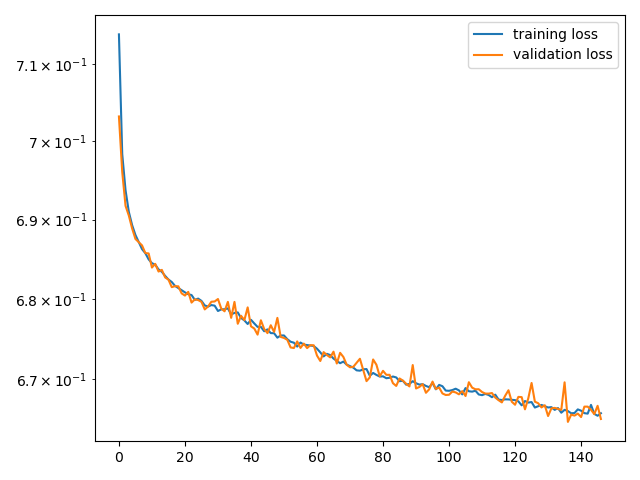 training loss
validation loss
7.1 × 10⁻¹
7 × 10⁻¹
6.9 × 10⁻¹
6.8 × 10⁻¹
6.7 × 10⁻¹
0 20 40 60 80 100 120 140